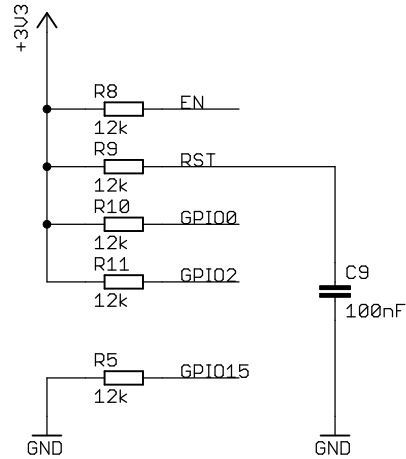 +3V3
R8
EN
12k
R9
RST
12k
R10
GPIO0
12k
R11
GPIO2
12k
C9
100nF
R5
GPIO15
12k
GND
GND